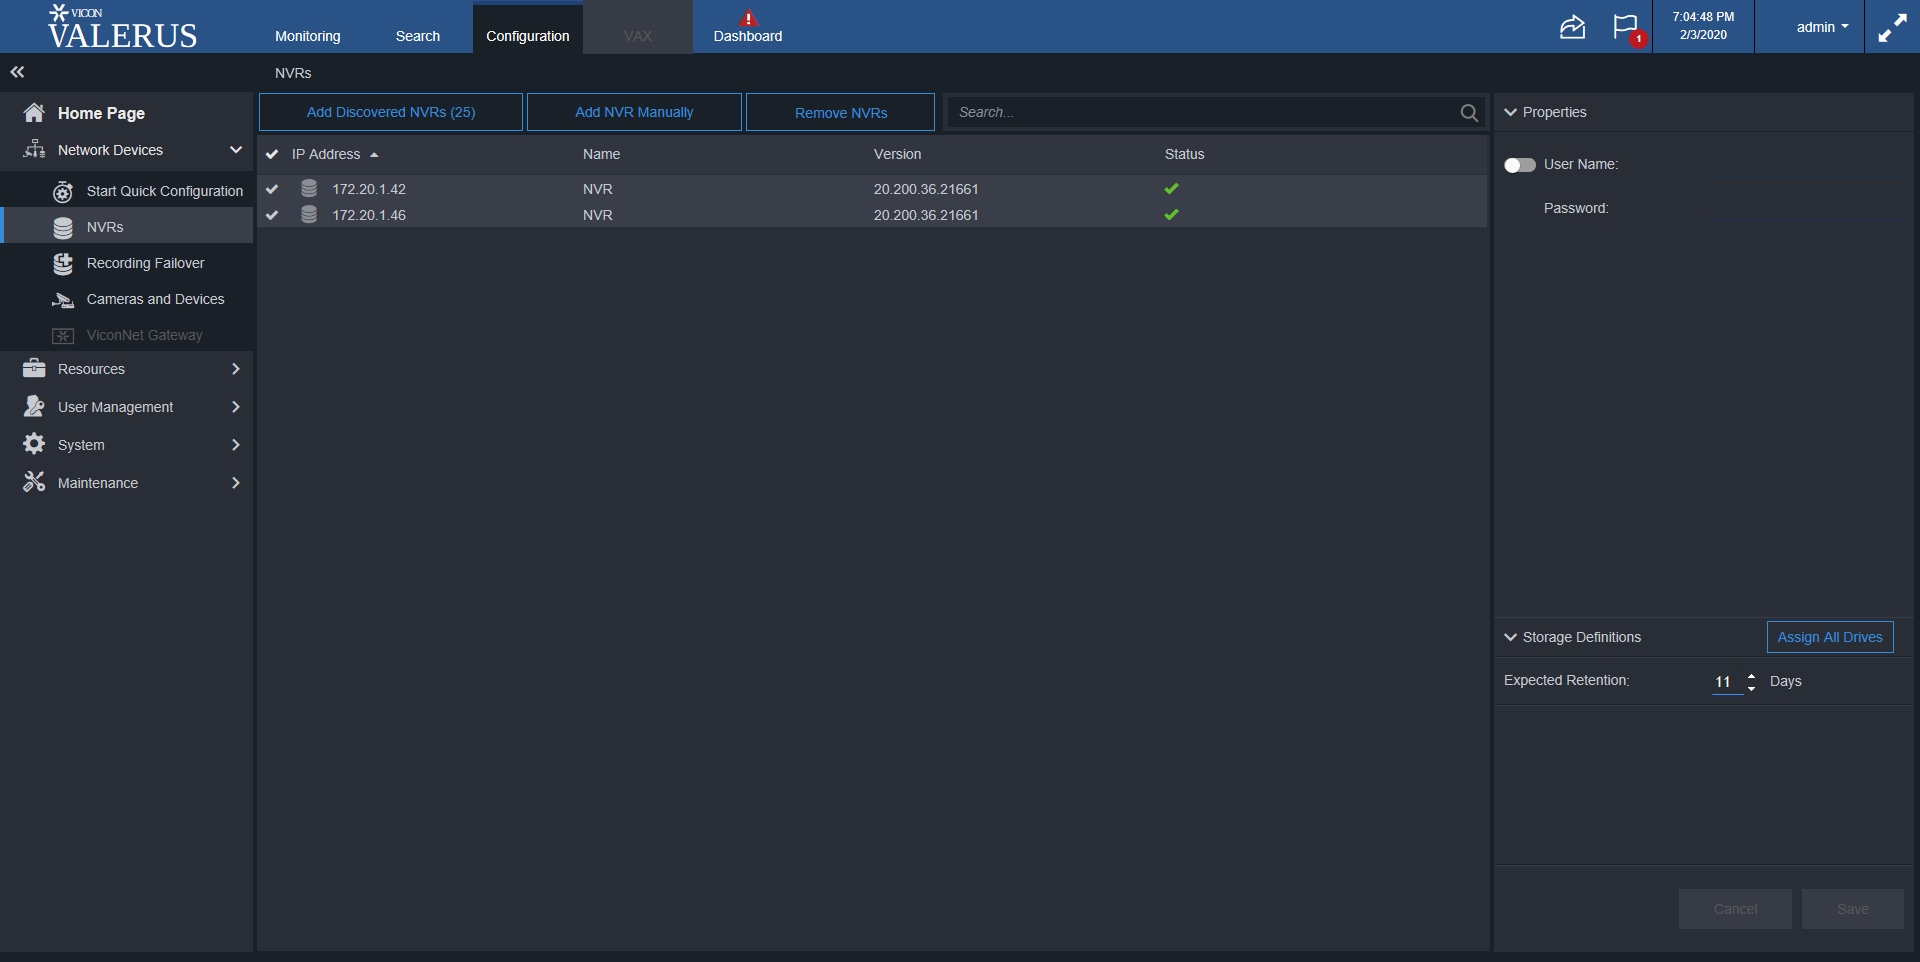 VICON
VALERUS
Monitoring
Search
Configuration
VAX
Dashboard
1
7:04:48 PM
2/3/2020
admin
NVRs
Home Page
Network Devices
Start Quick Configuration
NVRs
Recording Failover
Cameras and Devices
ViconNet Gateway
Resources
User Management
System
Maintenance
Add Discovered NVRs (25)
Add NVR Manually
Remove NVRs
Search...
IP Address Name Version Status
172.20.1.42 NVR 20.200.36.21661
172.20.1.46 NVR 20.200.36.21661
Properties
User Name:
Password:
Storage Definitions
Assign All Drives
Expected Retention: 11 Days
Cancel
Save